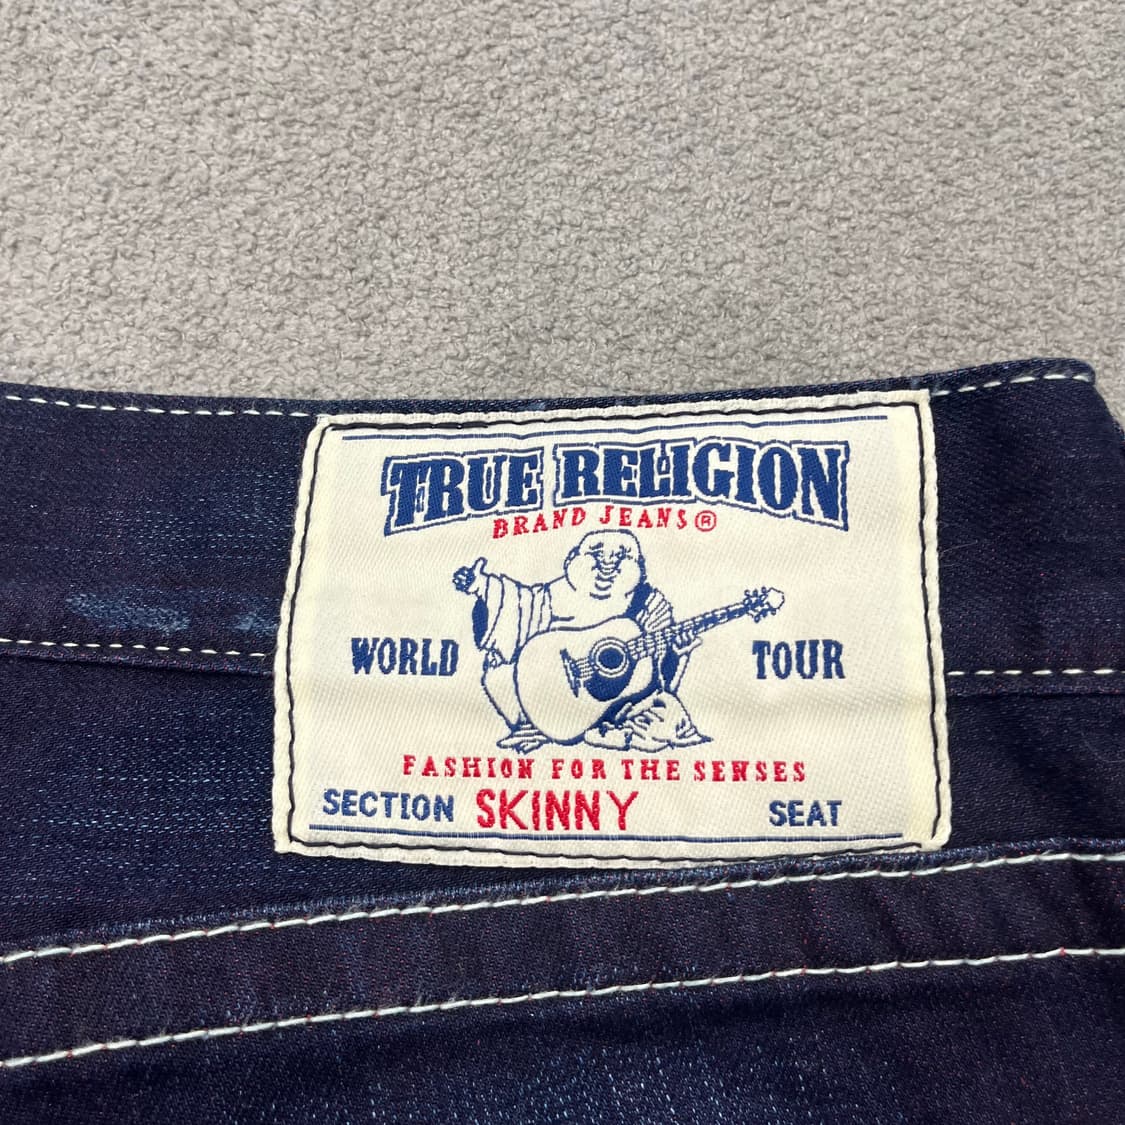 TRUE RELIGION
BRAND JEANS®
WORLD TOUR
FASHION FOR THE SENSES
SECTION SKINNY SEAT